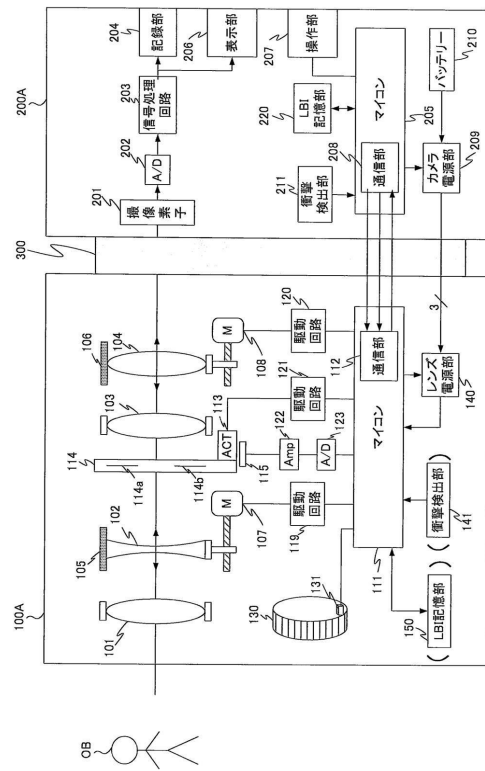 100A
200A
300
OB
101
105
102
114
114a
114b
103
106
104
M
107
M
108
ACT
113
115
Amp
122
A/D
123
駆動
回路
119
駆動
回路
121
駆動
回路
120
130
131
マイコン
111
通信部
112
レンズ
電源部
140
3
(衝撃検出部)
141
(LBI記憶部)
150
撮像
素子
201
A/D
202
信号処理
回路
203
記録部
204
表示部
206
操作部
207
LBI
記憶部
220
衝撃
検出部
211
マイコン
205
通信部
208
カメラ
電源部
209
バッテリー
210